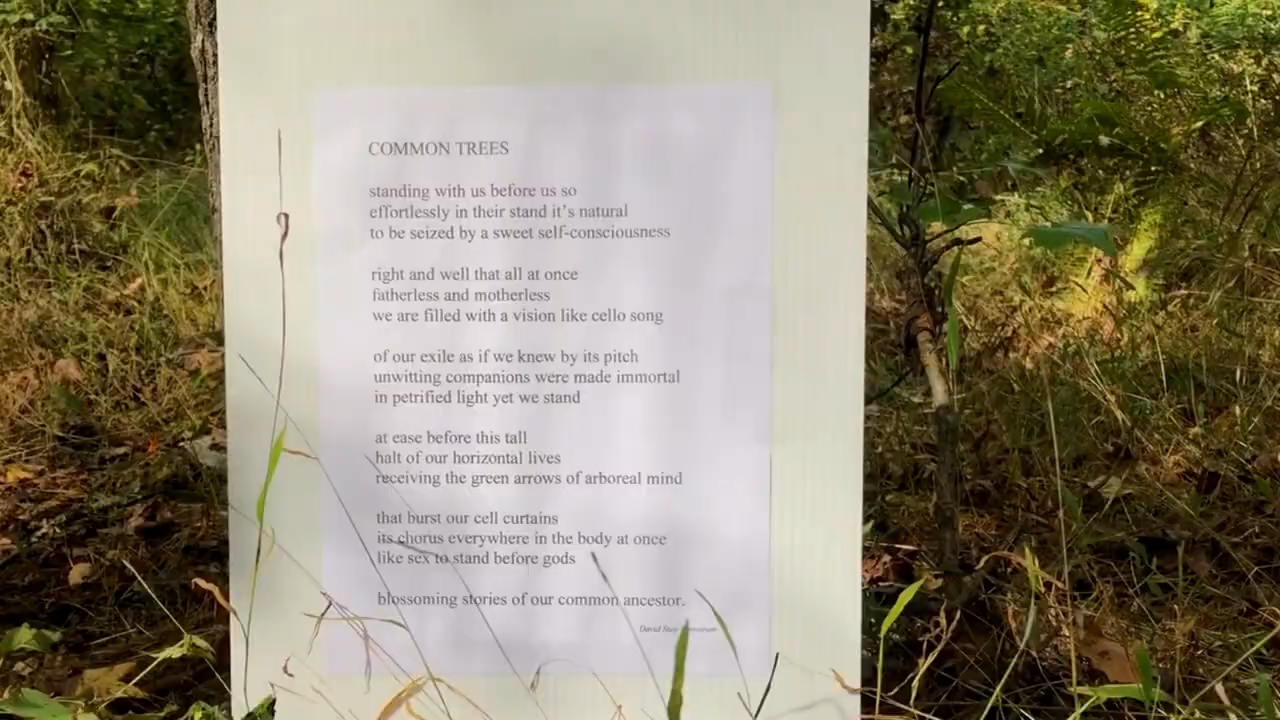 COMMON TREES
standing with us before us so
effortlessly in their stand it's natural
to be seized by a sweet self-consciousness
right and well that all at once
fatherless and motherless
we are filled with a vision like cello song
of our exile as if we knew by its pitch
unwitting companions were made immortal
in petrified light yet we stand
at ease before this tall
halt of our horizontal lives
receiving the green arrows of arboreal mind
that burst our cell curtains
its chorus everywhere in the body at once
like sex to stand before gods
blossoming stories of our common ancestor.
David